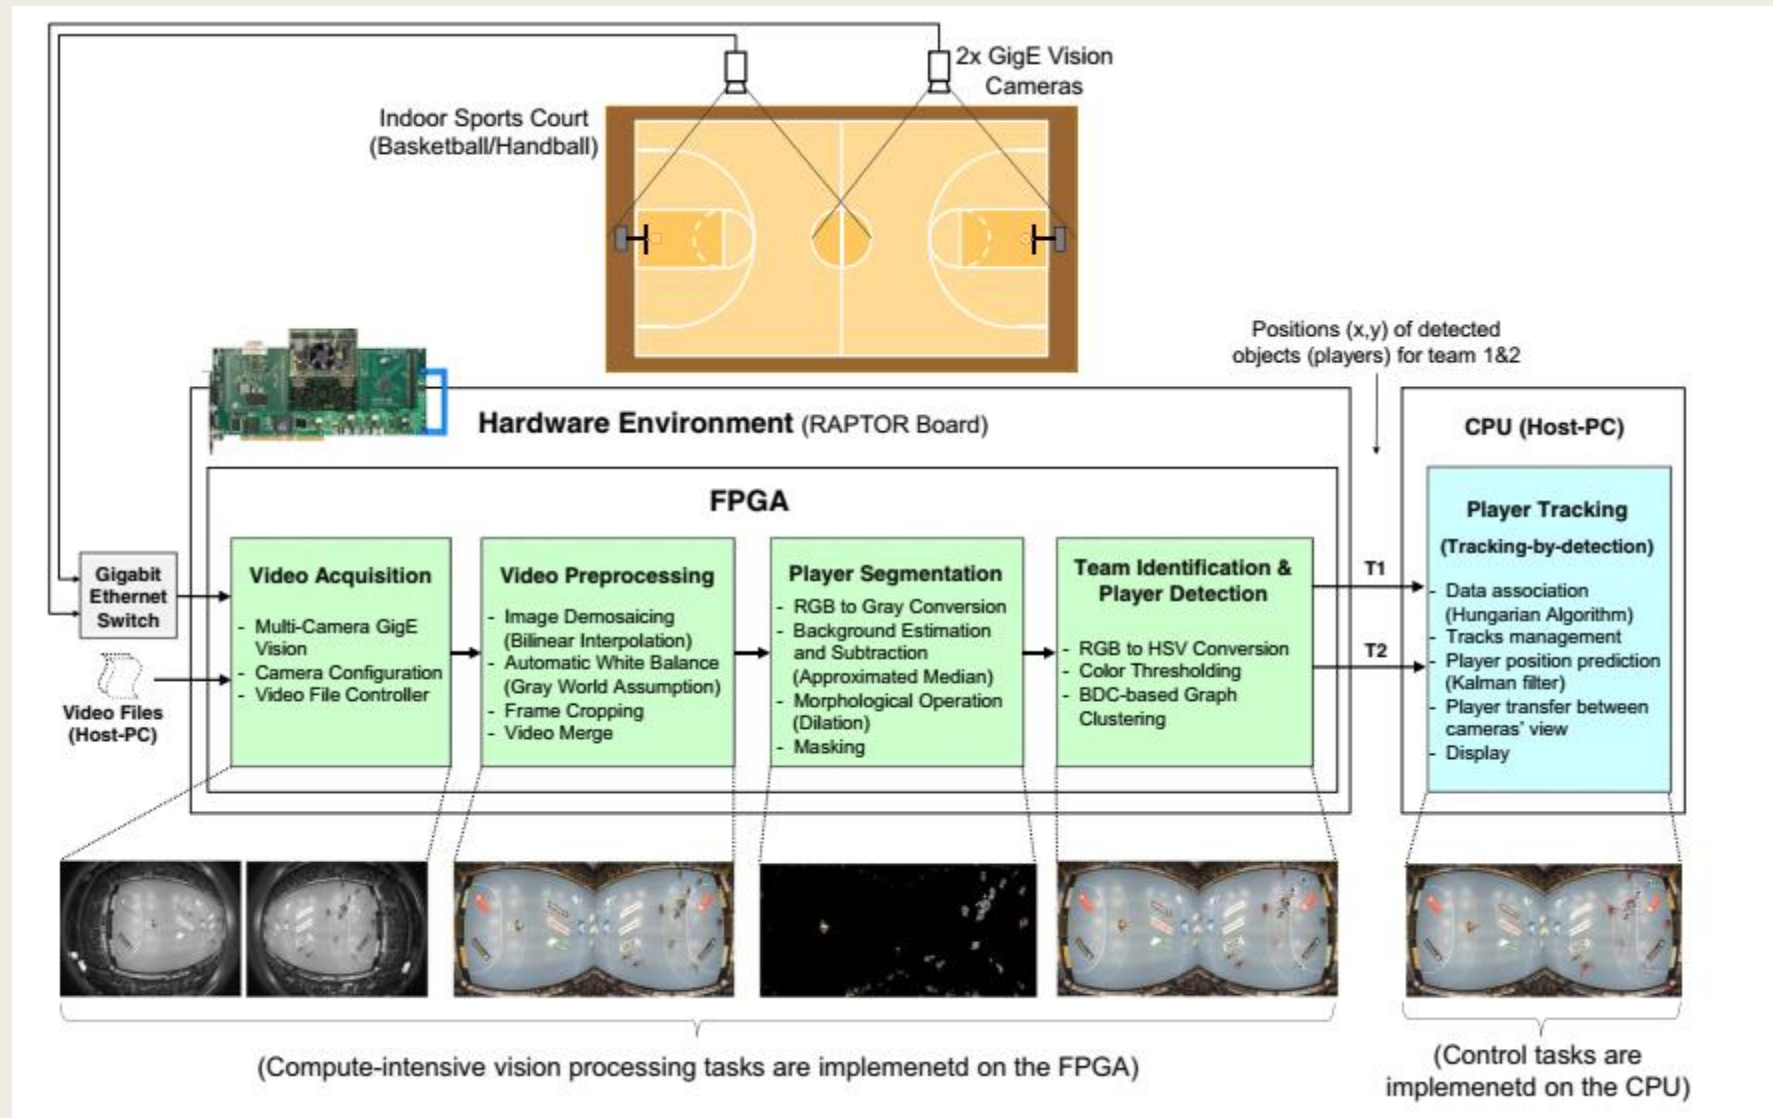 2x GigE Vision
Cameras
Indoor Sports Court
(Basketball/Handball)
Positions (x,y) of detected
objects (players) for team 1&2
Hardware Environment (RAPTOR Board)
CPU (Host-PC)
FPGA
Gigabit
Ethernet
Switch
Video Files
(Host-PC)
Video Acquisition
- Multi-Camera GigE
Vision
- Camera Configuration
- Video File Controller
Video Preprocessing
- Image Demosaicing
(Bilinear Interpolation)
- Automatic White Balance
(Gray World Assumption)
- Frame Cropping
- Video Merge
Player Segmentation
- RGB to Gray Conversion
- Background Estimation
and Subtraction
(Approximated Median)
- Morphological Operation
(Dilation)
- Masking
Team Identification &
Player Detection
- RGB to HSV Conversion
- Color Thresholding
- BDC-based Graph
Clustering
T1
T2
Player Tracking
(Tracking-by-detection)
- Data association
(Hungarian Algorithm)
- Tracks management
- Player position prediction
(Kalman filter)
- Player transfer between
cameras' view
- Display
(Compute-intensive vision processing tasks are implemenetd on the FPGA)
(Control tasks are
implemenetd on the CPU)